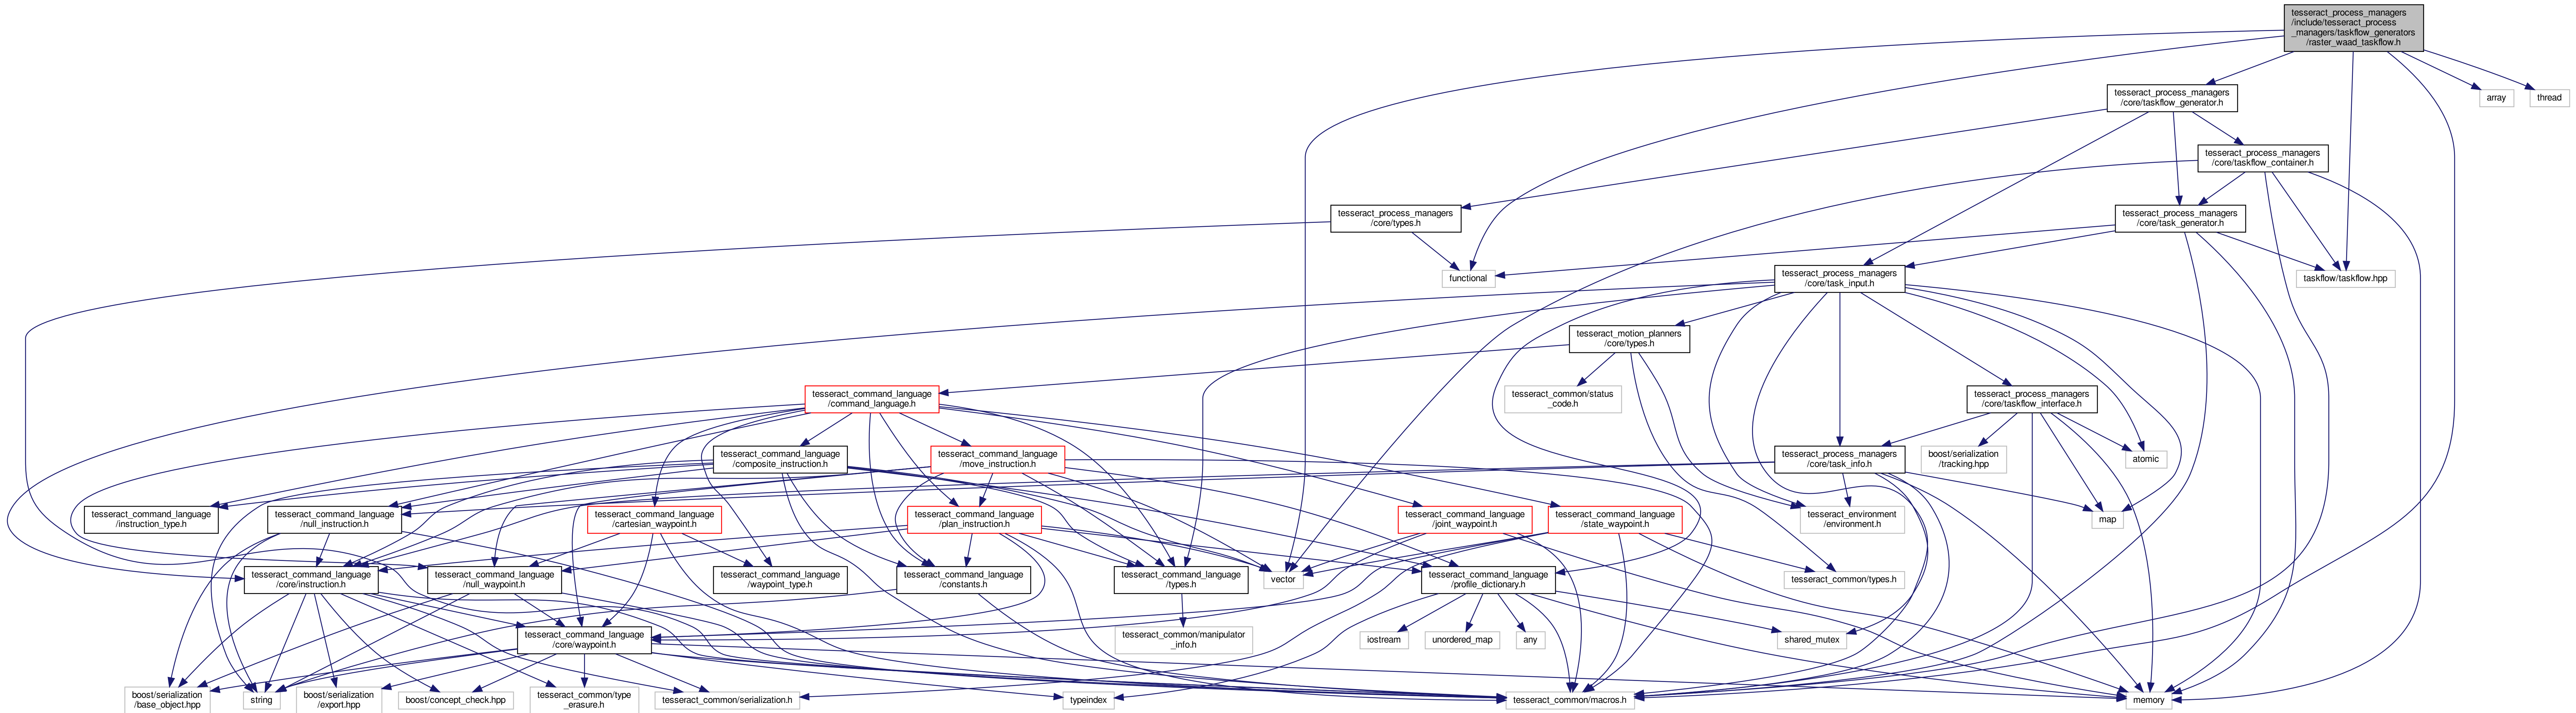 tesseract_process_managers
/include/tesseract_process
_managers/taskflow_generators
/raster_waad_taskflow.h
tesseract_process_managers
/core/taskflow_generator.h
array
thread
tesseract_process_managers
/core/taskflow_container.h
tesseract_process_managers
/core/types.h
tesseract_process_managers
/core/task_generator.h
functional
tesseract_process_managers
/core/task_input.h
taskflow/taskflow.hpp
tesseract_motion_planners
/core/types.h
tesseract_command_language
/command_language.h
tesseract_common/status
_code.h
tesseract_process_managers
/core/taskflow_interface.h
tesseract_command_language
/composite_instruction.h
tesseract_command_language
/move_instruction.h
tesseract_process_managers
/core/task_info.h
boost/serialization
/tracking.hpp
atomic
tesseract_command_language
/instruction_type.h
tesseract_command_language
/null_instruction.h
tesseract_command_language
/cartesian_waypoint.h
tesseract_command_language
/plan_instruction.h
tesseract_command_language
/joint_waypoint.h
tesseract_command_language
/state_waypoint.h
tesseract_environment
/environment.h
map
tesseract_command_language
/core/instruction.h
tesseract_command_language
/null_waypoint.h
tesseract_command_language
/waypoint_type.h
tesseract_command_language
/constants.h
tesseract_command_language
/types.h
vector
tesseract_command_language
/profile_dictionary.h
tesseract_common/types.h
tesseract_command_language
/core/waypoint.h
tesseract_common/manipulator
_info.h
iostream
unordered_map
any
shared_mutex
boost/serialization
/base_object.hpp
string
boost/serialization
/export.hpp
boost/concept_check.hpp
tesseract_common/type
_erasure.h
tesseract_common/serialization.h
typeindex
tesseract_common/macros.h
memory